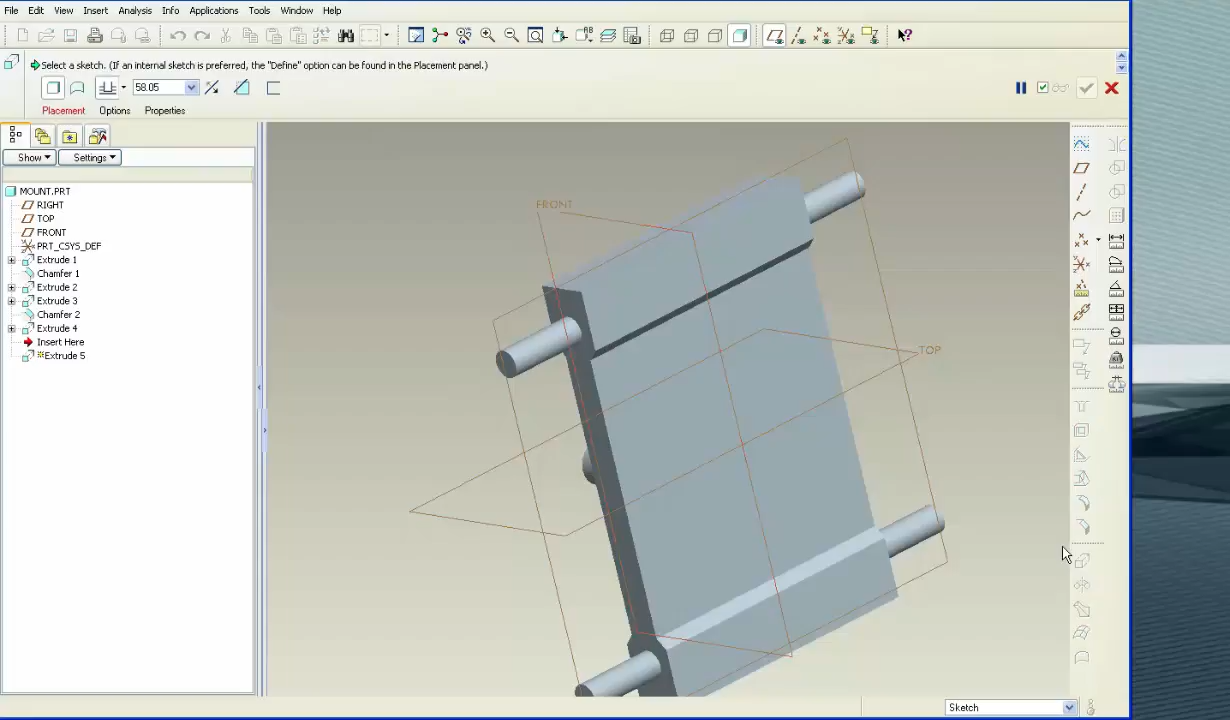 File Edit View Insert Analysis Info Applications Tools Window Help
Select a sketch. (If an internal sketch is preferred, the "Define" option can be found in the Placement panel.)
58.05
Placement Options Properties
Show Settings
MOUNT.PRT
RIGHT
TOP
FRONT
PRT_CSYS_DEF
Extrude 1
Chamfer 1
Extrude 2
Extrude 3
Chamfer 2
Extrude 4
Insert Here
Extrude 5
FRONT
TOP
Sketch